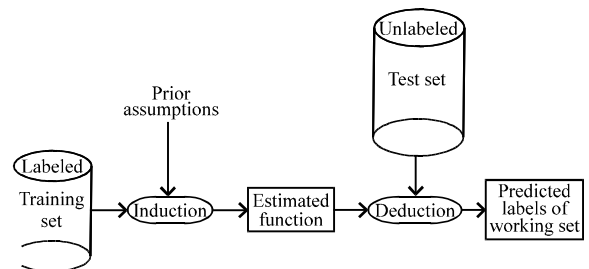 Unlabeled
Test set
Prior
assumptions
Labeled
Training
set
Induction
Estimated
function
Deduction
Predicted
labels of
working set